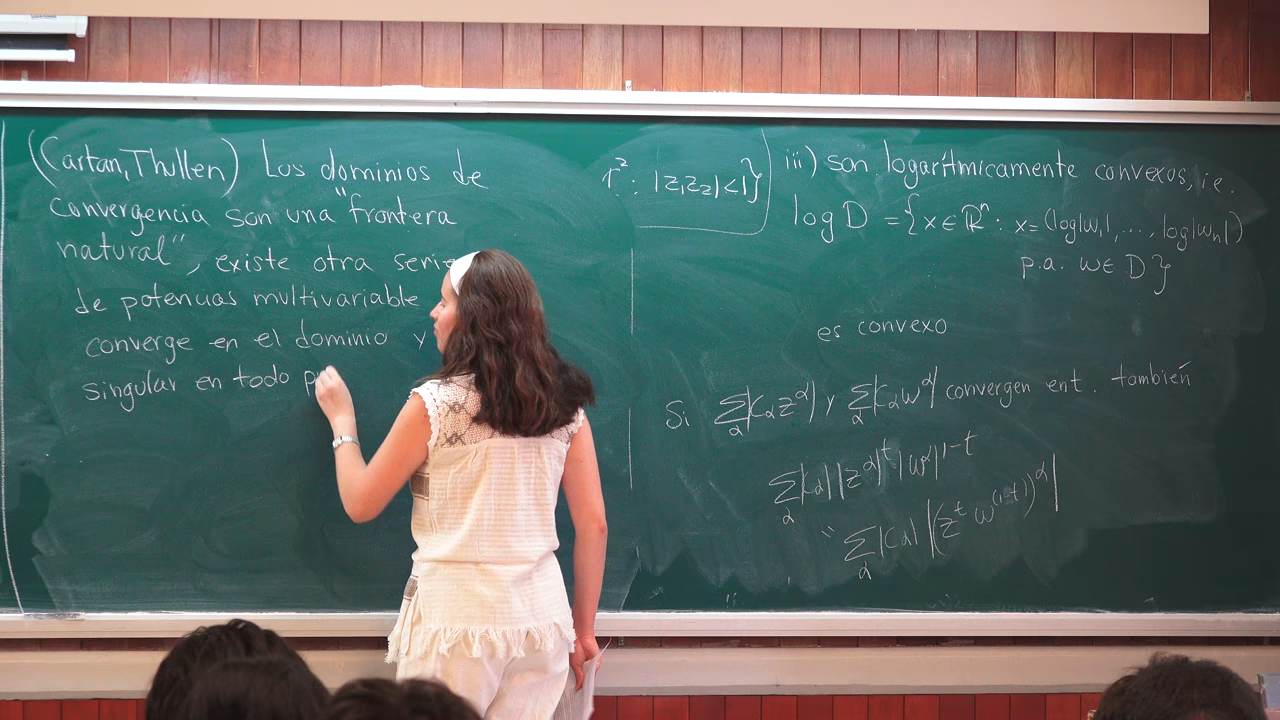 (Cartan, Thullen) Los dominios de
convergencia son una "frontera
natural", existe otra serie
de potencias multivariable
converge en el dominio y
singular en todo p
: |z₁z₂|<1}
iii) son logarítmicamente convexos, i.e.
log D = {x ∈ ℝⁿ : x = (log|w₁|, ..., log|wₙ|)
p.a. w ∈ D}
es convexo
Si ∑_α |c_α z^α| y ∑_α |c_α w^α| convergen ent. también
∑_α |c_α| |z^α|^t |w^α|^{1-t}
" ∑_α |c_α| |(z^t w^{(1-t)})^α|